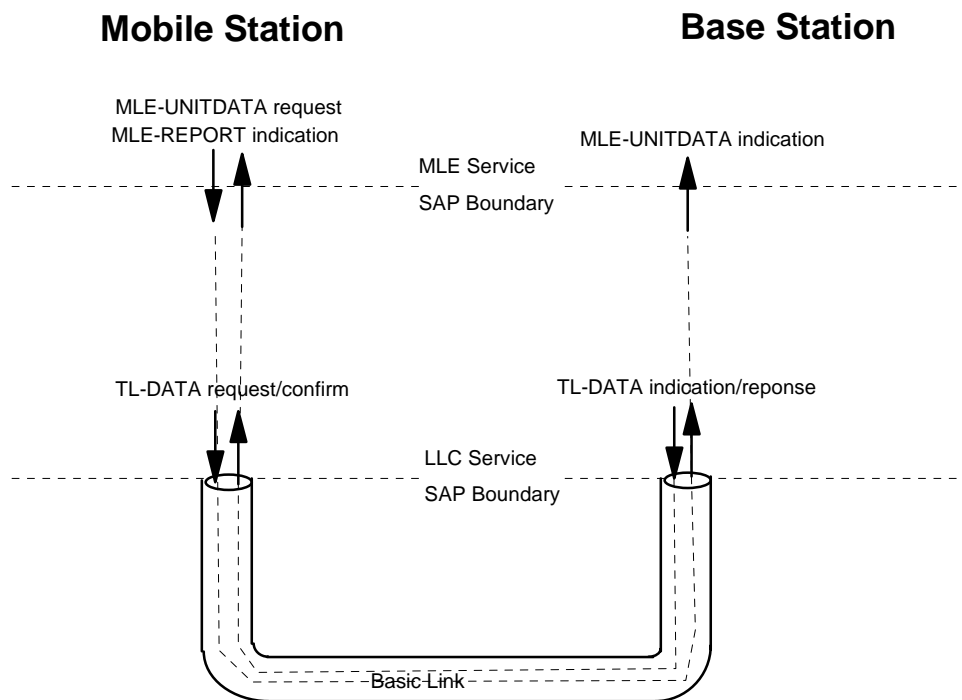 Mobile Station
Base Station
MLE-UNITDATA request
MLE-REPORT indication
MLE-UNITDATA indication
MLE Service
SAP Boundary
TL-DATA request/confirm
TL-DATA indication/reponse
LLC Service
SAP Boundary
Basic Link